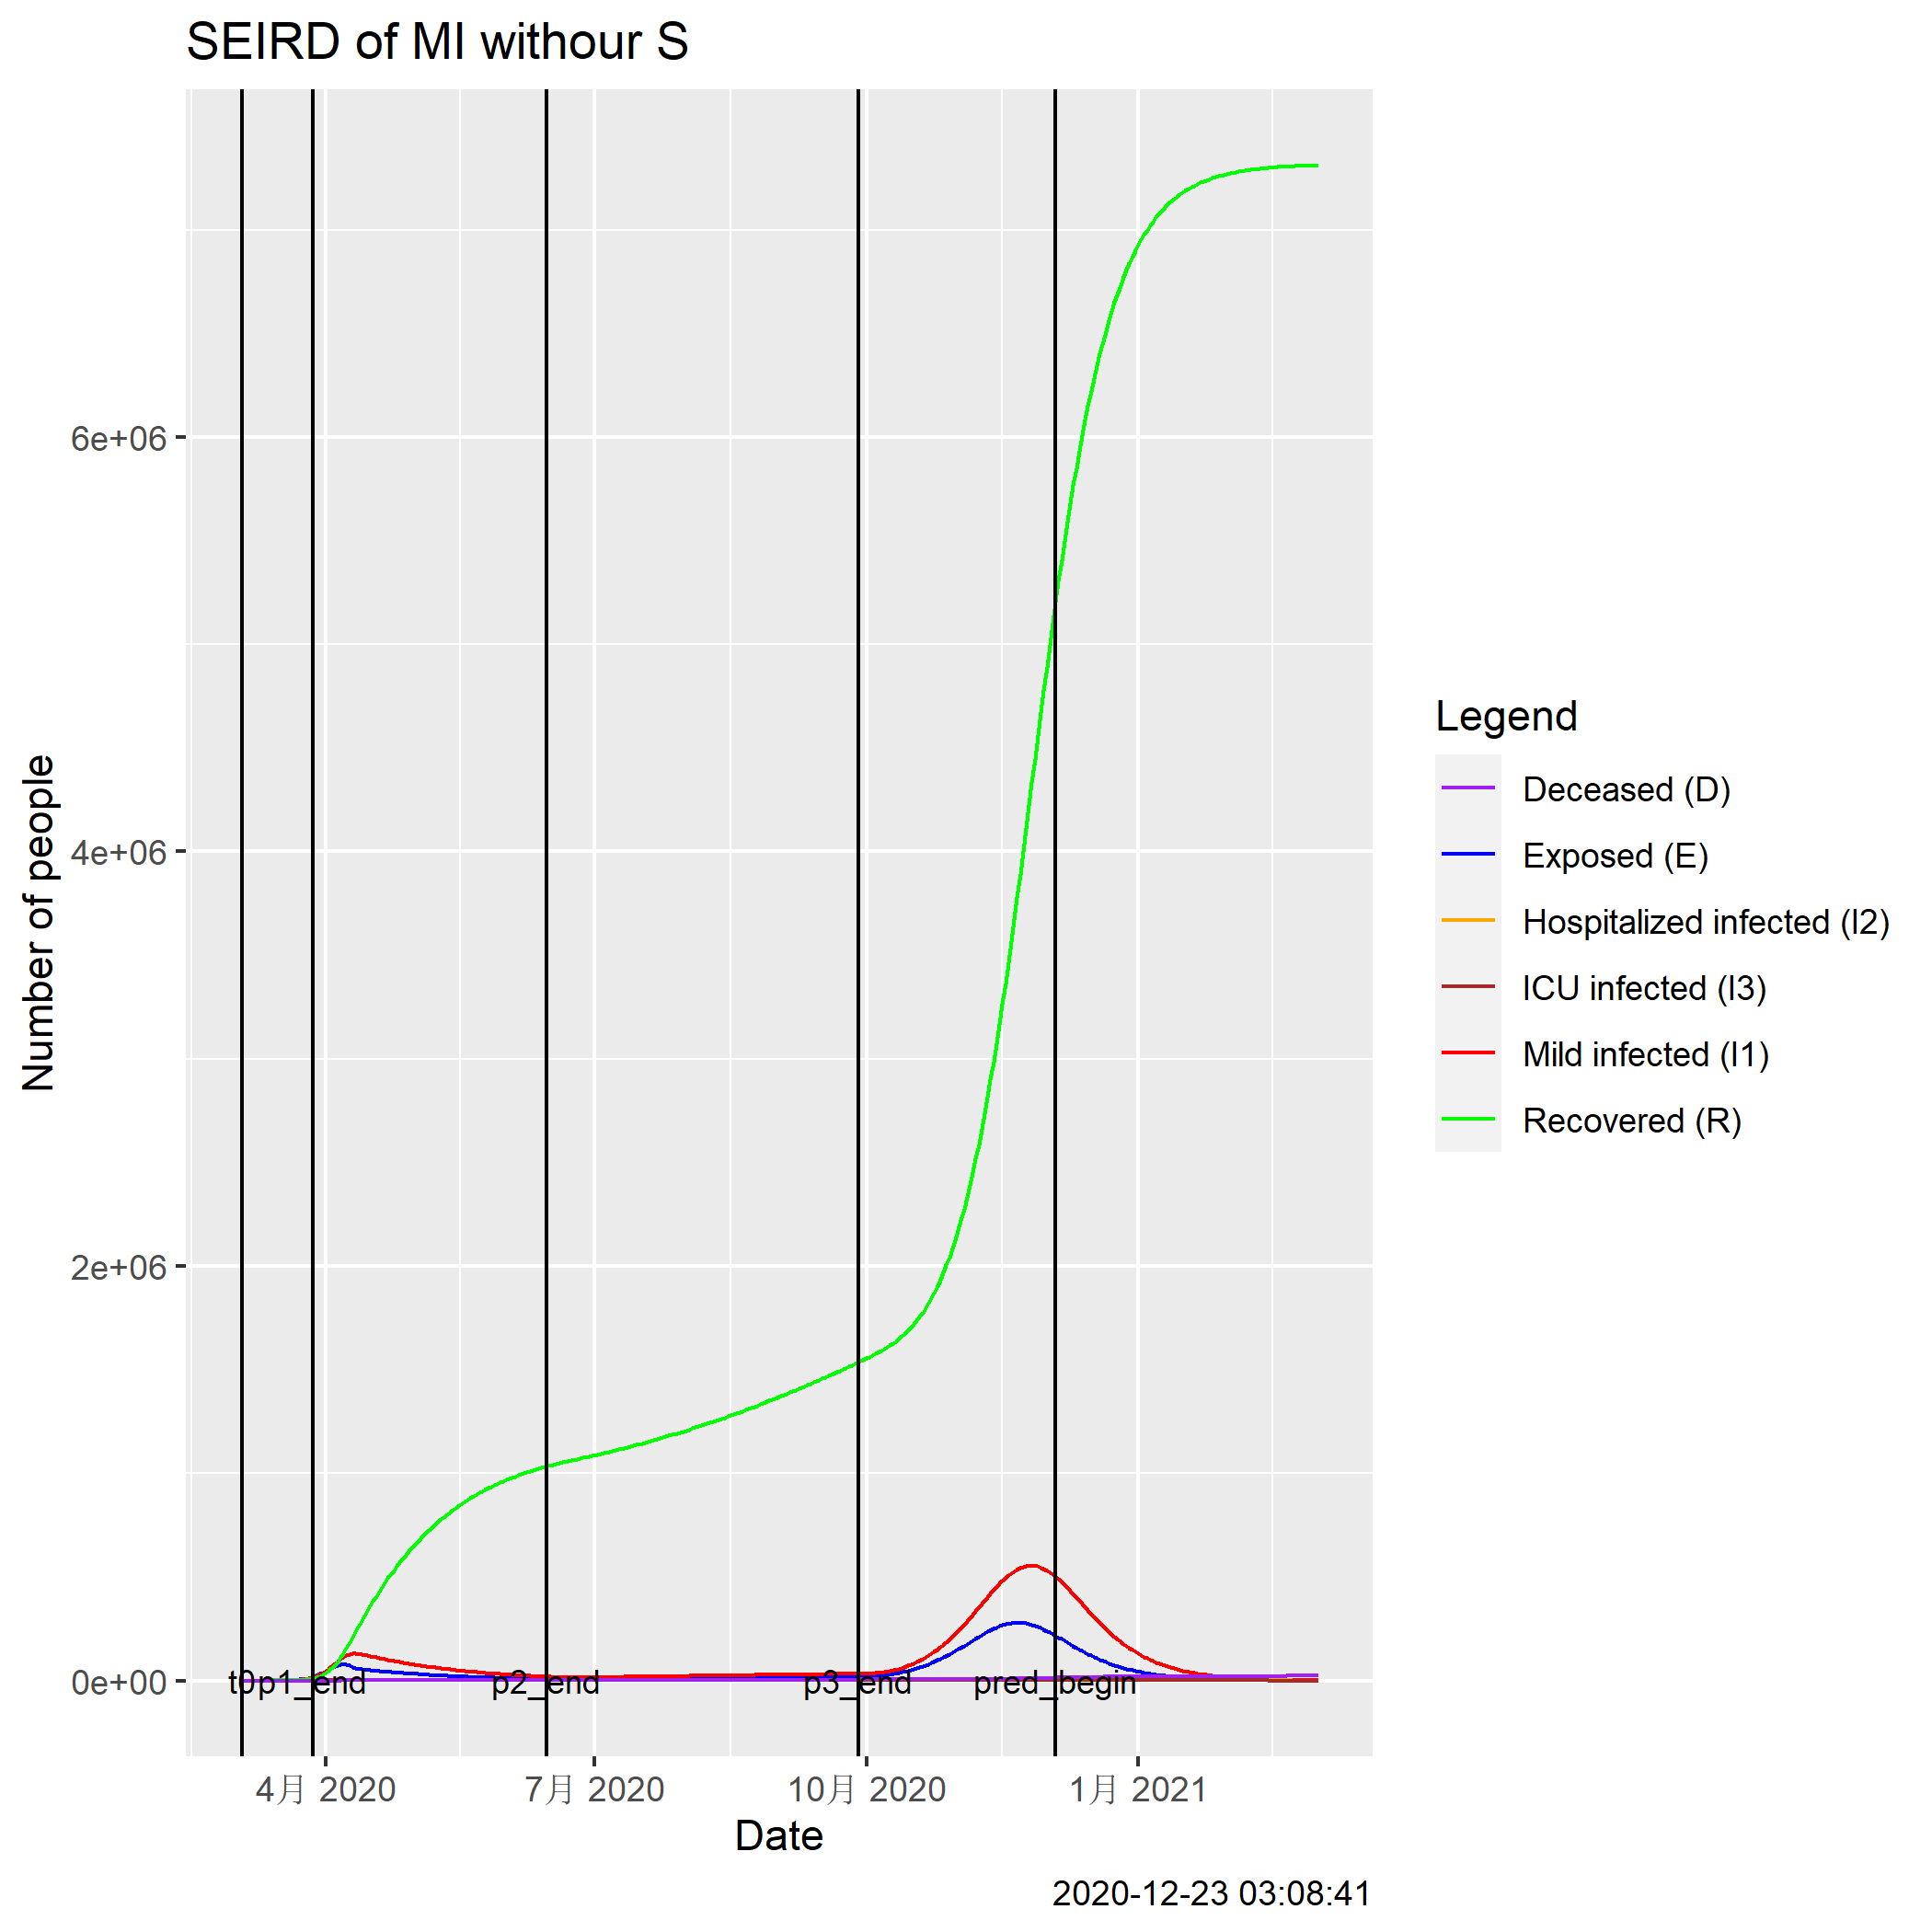 SEIRD of MI withour S
Number of people
6e+06
4e+06
2e+06
0e+00
t0
p1_end
p2_end
p3_end
pred_begin
4月 2020
7月 2020
10月 2020
1月 2021
Date
Legend
Deceased (D)
Exposed (E)
Hospitalized infected (I2)
ICU infected (I3)
Mild infected (I1)
Recovered (R)
2020-12-23 03:08:41